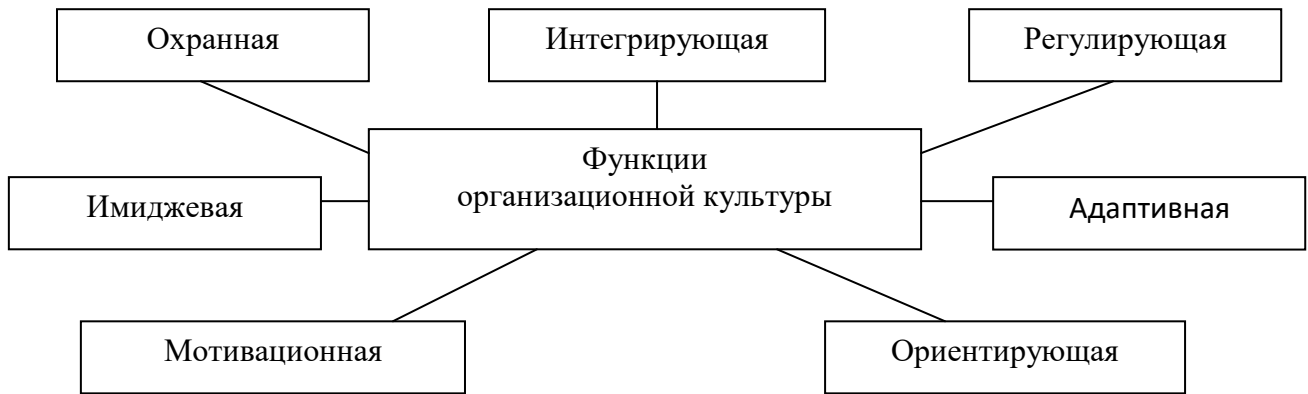 Охранная
Интегрирующая
Регулирующая
Функции
организационной культуры
Имиджевая
Адаптивная
Мотивационная
Ориентирующая